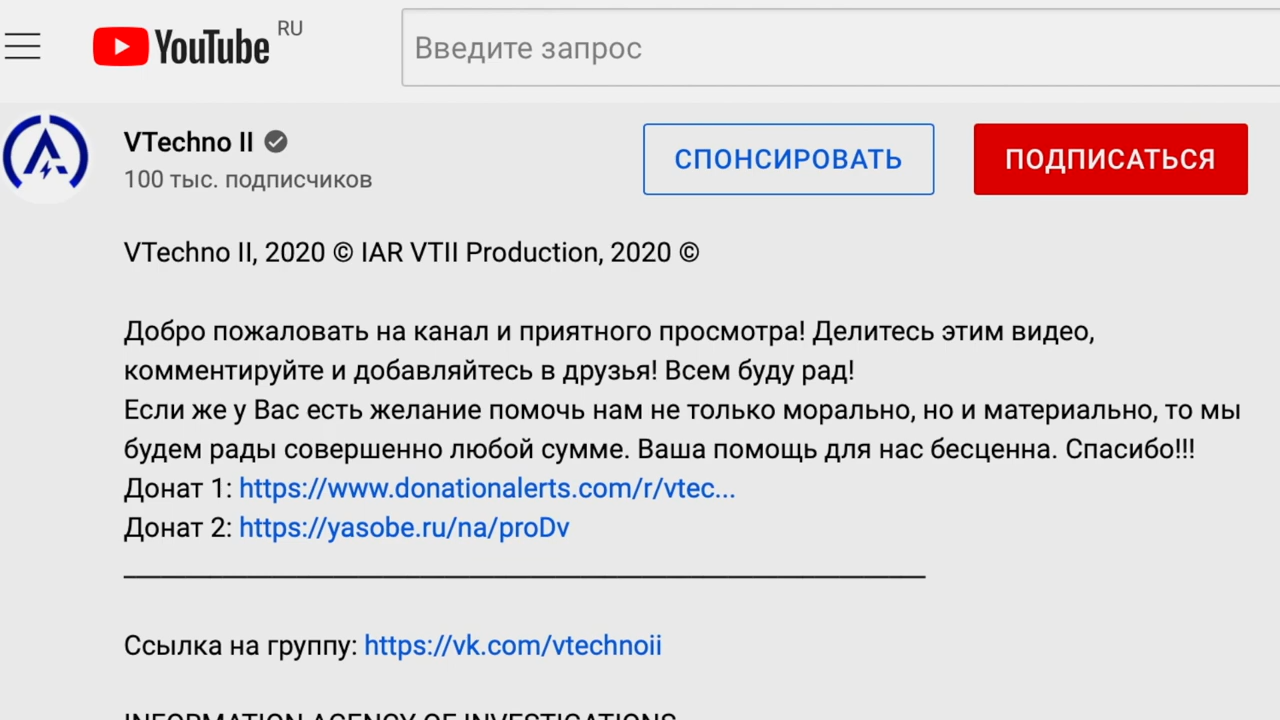 YouTube RU
Введите запрос
VTechno II
100 тыс. подписчиков
СПОНСИРОВАТЬ
ПОДПИСАТЬСЯ
VTechno II, 2020 © IAR VTII Production, 2020 ©
Добро пожаловать на канал и приятного просмотра! Делитесь этим видео,
комментируйте и добавляйтесь в друзья! Всем буду рад!
Если же у Вас есть желание помочь нам не только морально, но и материально, то мы
будем рады совершенно любой сумме. Ваша помощь для нас бесценна. Спасибо!!!
Донат 1: https://www.donationalerts.com/r/vtec...
Донат 2: https://yasobe.ru/na/proDv
Ссылка на группу: https://vk.com/vtechnoii
INFORMATION AGENCY OF INVESTIGATIONS